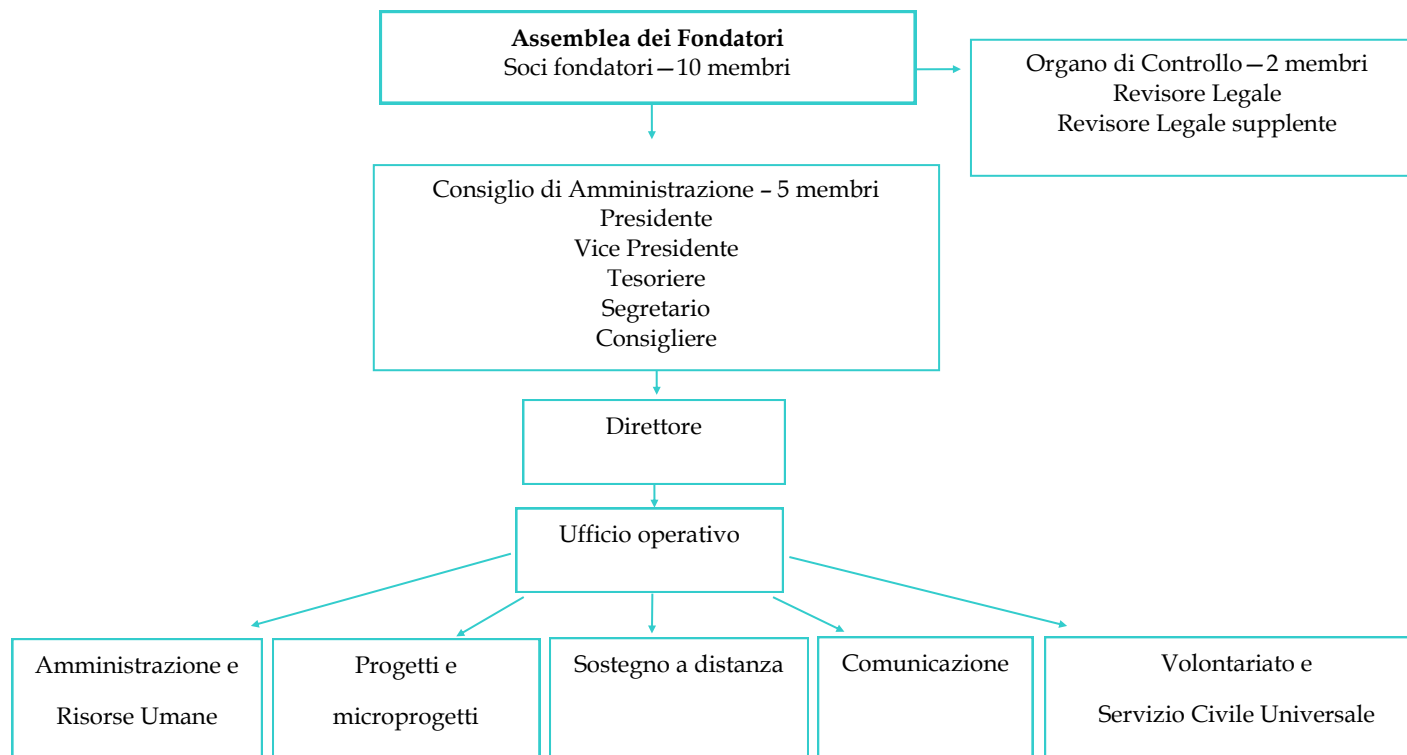 Assemblea dei Fondatori
Soci fondatori—10 membri
Organo di Controllo—2 membri
Revisore Legale
Revisore Legale supplente
Consiglio di Amministrazione – 5 membri
Presidente
Vice Presidente
Tesoriere
Segretario
Consigliere
Direttore
Ufficio operativo
Amministrazione e
Risorse Umane
Progetti e
microprogetti
Sostegno a distanza
Comunicazione
Volontariato e
Servizio Civile Universale